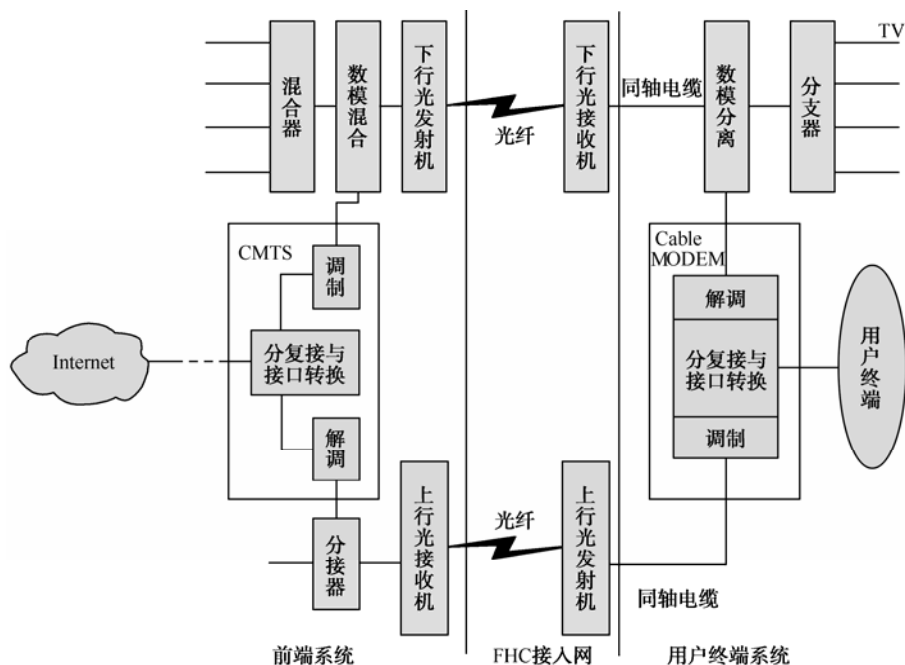 TV
混合器
数模混合
下行光发射机
光纤
下行光接收机
同轴电缆
数模分离
分支器
CMTS
调制
Internet
分复接与
接口转换
解调
Cable
MODEM
解调
分复接与
接口转换
调制
用户终端
分接器
上行光接收机
光纤
上行光发射机
同轴电缆
前端系统
FHC接入网
用户终端系统